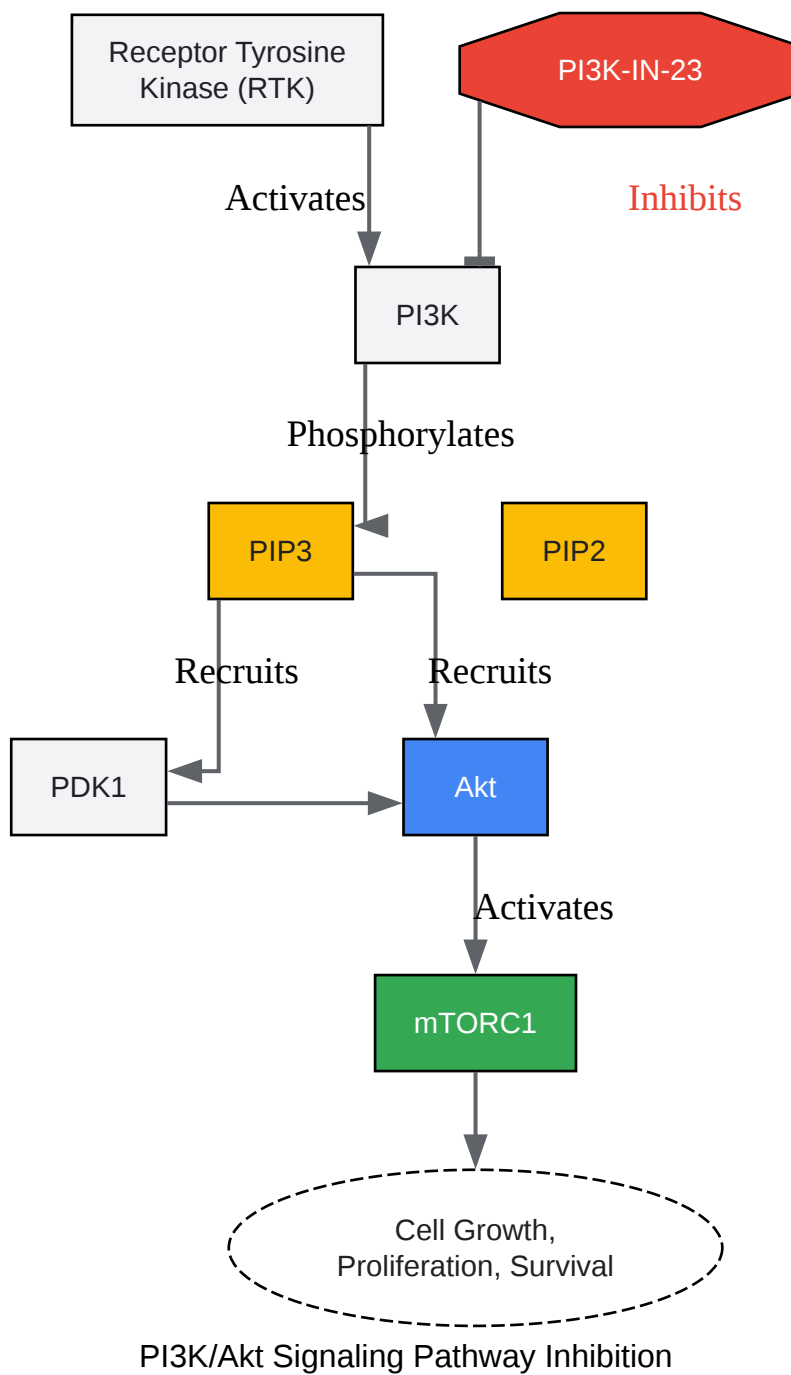 Receptor Tyrosine
Kinase (RTK)
PI3K-IN-23
Activates
Inhibits
PI3K
Phosphorylates
PIP3
PIP2
Recruits
Recruits
PDK1
Akt
Activates
mTORC1
Cell Growth,
Proliferation, Survival
PI3K/Akt Signaling Pathway Inhibition